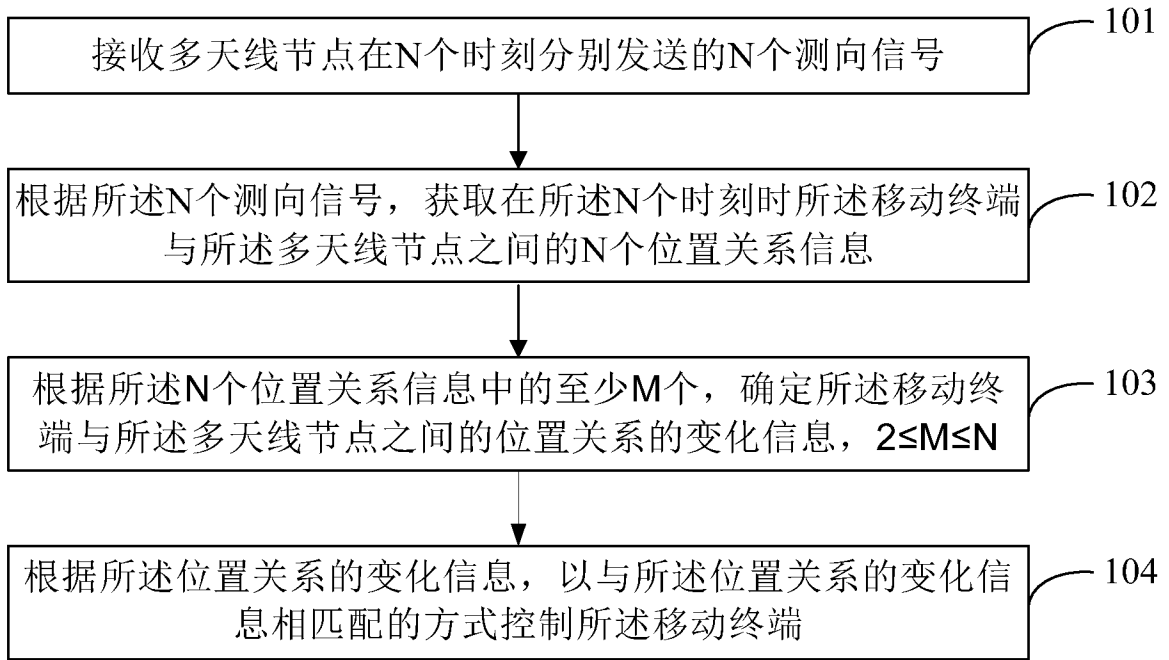 接收多天线节点在N个时刻分别发送的N个测向信号
101
根据所述N个测向信号，获取在所述N个时刻时所述移动终端
与所述多天线节点之间的N个位置关系信息
102
根据所述N个位置关系信息中的至少M个，确定所述移动终
端与所述多天线节点之间的位置关系的变化信息，2≤M≤N
103
根据所述位置关系的变化信息，以与所述位置关系的变化信
息相匹配的方式控制所述移动终端
104